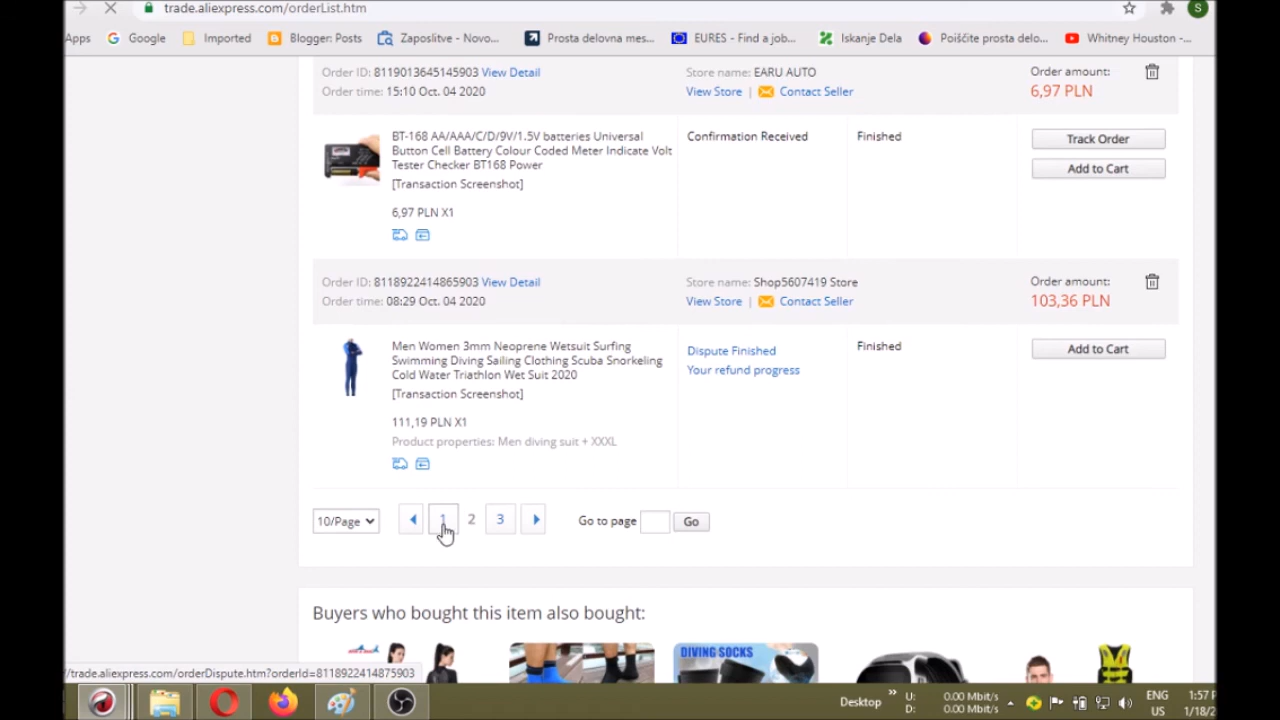 trade.aliexpress.com/orderList.htm
S
Apps Google Imported Blogger: Posts Zaposlitve - Novo... Prosta delovna mes... EURES - Find a job... Iskanje Dela Poiščite prosta delo... Whitney Houston -...
Order ID: 8119013645145903 View Detail Store name: EARU AUTO Order amount:
Order time: 15:10 Oct. 04 2020 View Store | Contact Seller 6,97 PLN
BT-168 AA/AAA/C/D/9V/1.5V batteries Universal Confirmation Received Finished Track Order
Button Cell Battery Colour Coded Meter Indicate Volt
Tester Checker BT168 Power Add to Cart
[Transaction Screenshot]
6,97 PLN X1
Order ID: 8118922414865903 View Detail Store name: Shop5607419 Store Order amount:
Order time: 08:29 Oct. 04 2020 View Store | Contact Seller 103,36 PLN
Men Women 3mm Neoprene Wetsuit Surfing Dispute Finished Finished Add to Cart
Swimming Diving Sailing Clothing Scuba Snorkeling Your refund progress
Cold Water Triathlon Wet Suit 2020
[Transaction Screenshot]
111,19 PLN X1
Product properties: Men diving suit + XXXL
10/Page 1 2 3 Go to page Go
Buyers who bought this item also bought:
DIVING SOCKS
/trade.aliexpress.com/orderDispute.htm?orderId=8118922414875903
Desktop » U: 0.00 Mbit/s ENG 1:57
D: 0.00 Mbit/s US 1/18/2